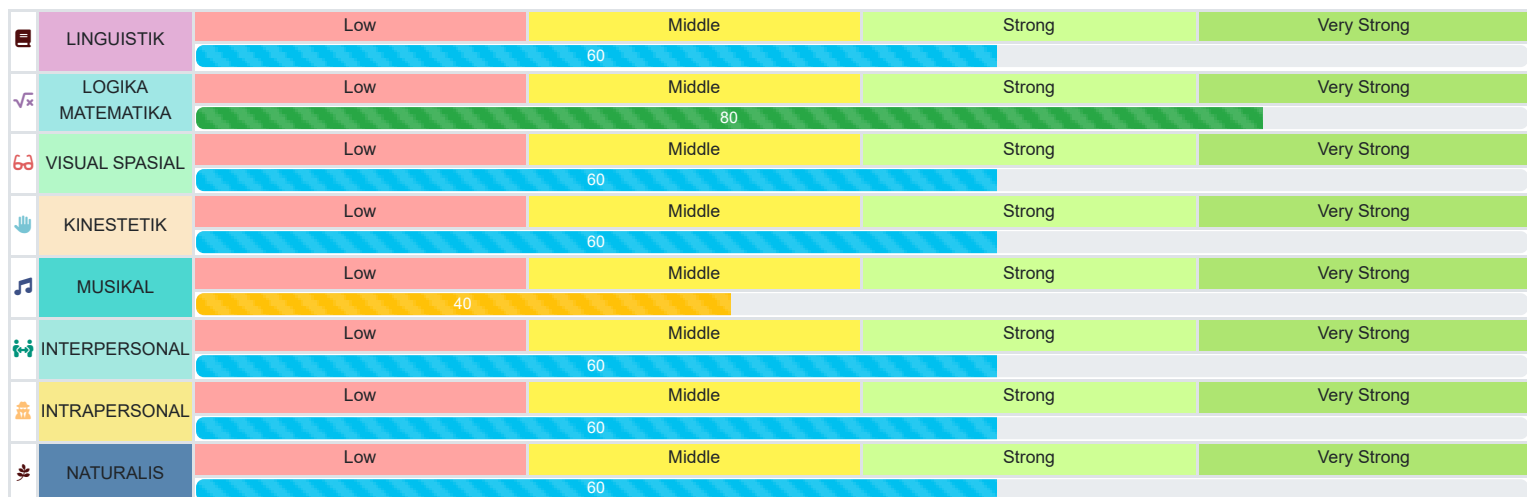 Low Middle Strong Very Strong
LINGUISTIK
60
Low Middle Strong Very Strong
LOGIKA
MATEMATIKA
80
Low Middle Strong Very Strong
VISUAL SPASIAL
60
Low Middle Strong Very Strong
KINESTETIK
60
Low Middle Strong Very Strong
MUSIKAL
40
Low Middle Strong Very Strong
INTERPERSONAL
60
Low Middle Strong Very Strong
INTRAPERSONAL
60
Low Middle Strong Very Strong
NATURALIS
60